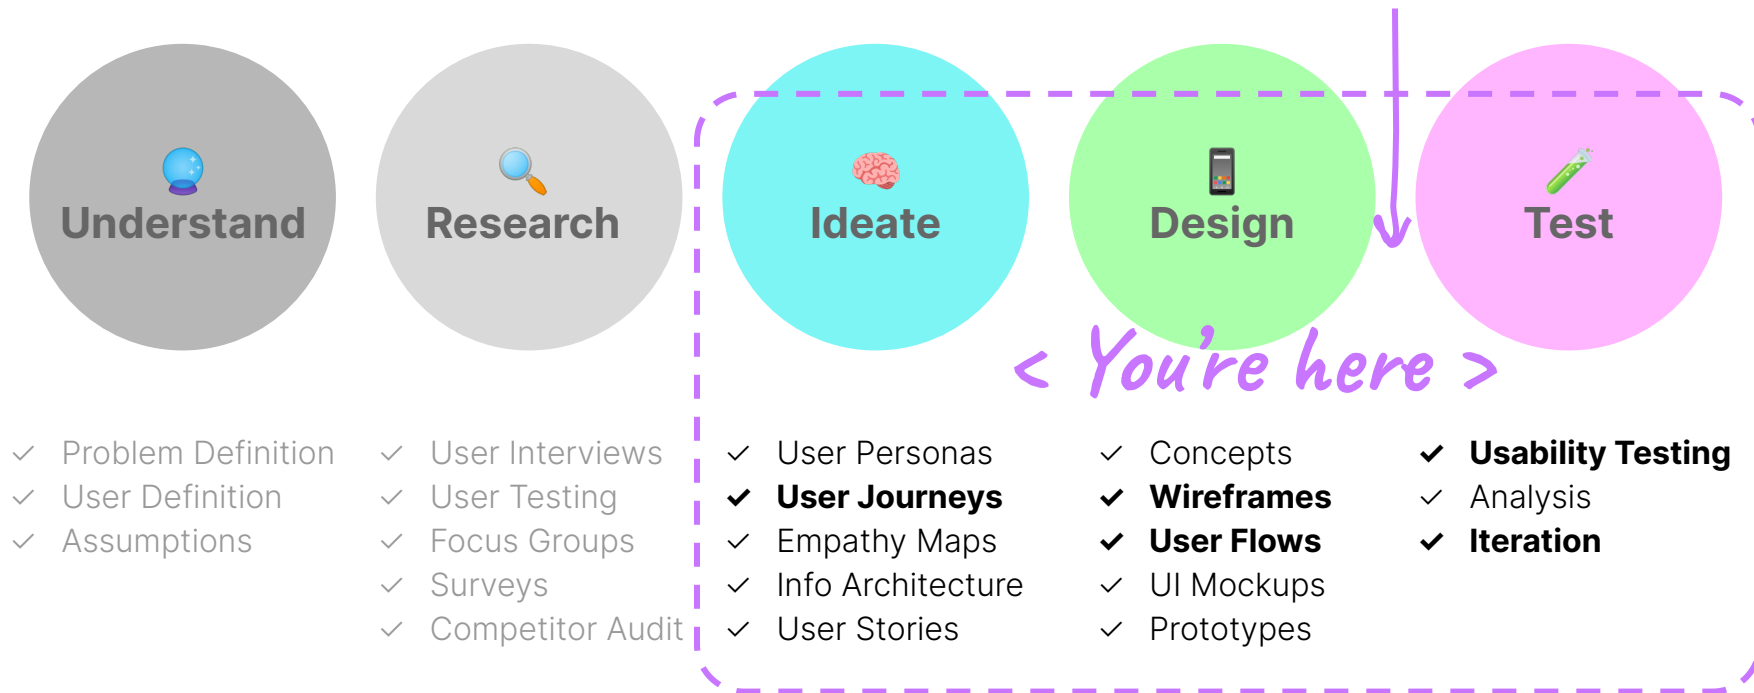 Understand
Research
Ideate
Design
Test
< You're here >
Problem Definition
User Definition
Assumptions
User Interviews
User Testing
Focus Groups
Surveys
Competitor Audit
User Personas
User Journeys
Empathy Maps
Info Architecture
User Stories
Concepts
Wireframes
User Flows
UI Mockups
Prototypes
Usability Testing
Analysis
Iteration